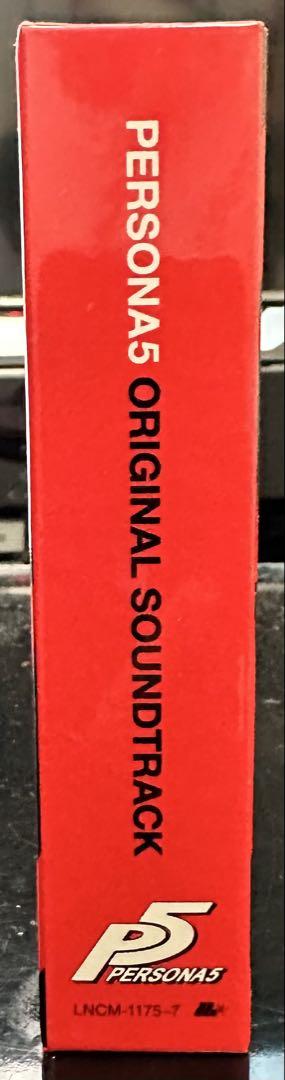 PERSONA5 ORIGINAL SOUNDTRACK
P5
PERSONA5
LNCM-1175~7